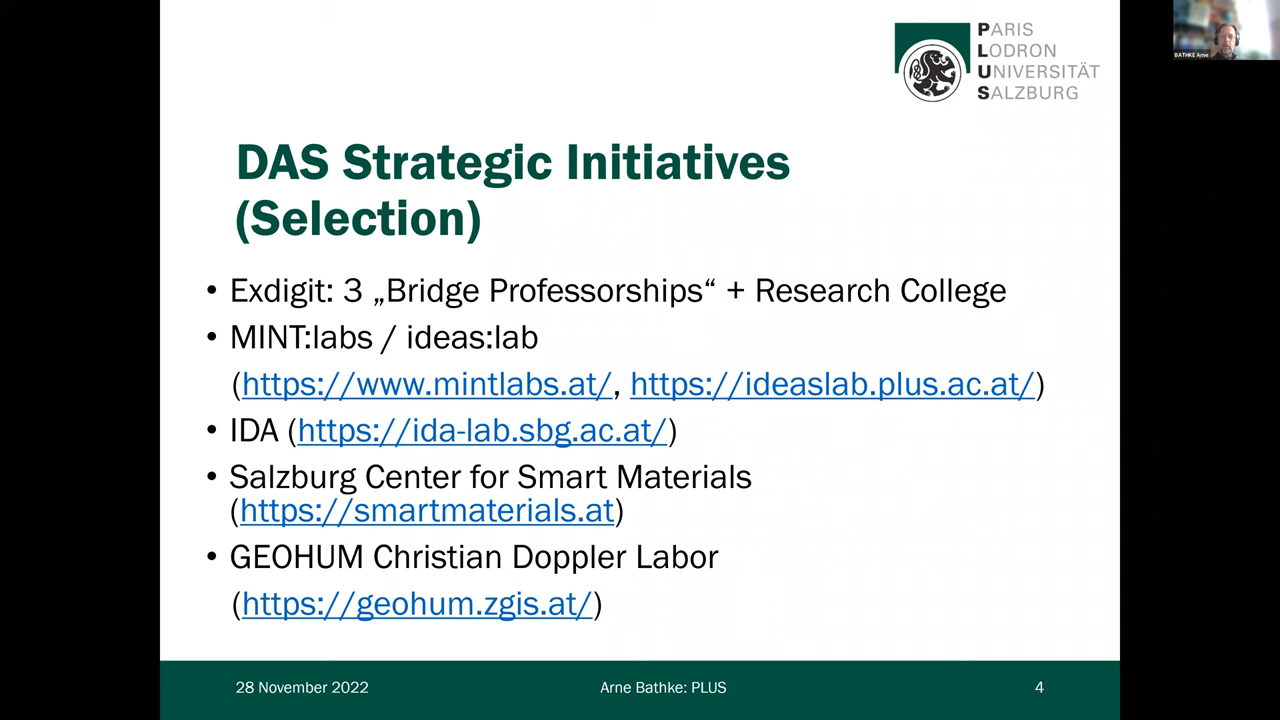 PARIS
LODRON
UNIVERSITÄT
SALZBURG
BATHKE Arne
DAS Strategic Initiatives
(Selection)
• Exdigit: 3 „Bridge Professorships“ + Research College
• MINT:labs / ideas:lab
(https://www.mintlabs.at/, https://ideaslab.plus.ac.at/)
• IDA (https://ida-lab.sbg.ac.at/)
• Salzburg Center for Smart Materials
(https://smartmaterials.at)
• GEOHUM Christian Doppler Labor
(https://geohum.zgis.at/)
28 November 2022
Arne Bathke: PLUS
4